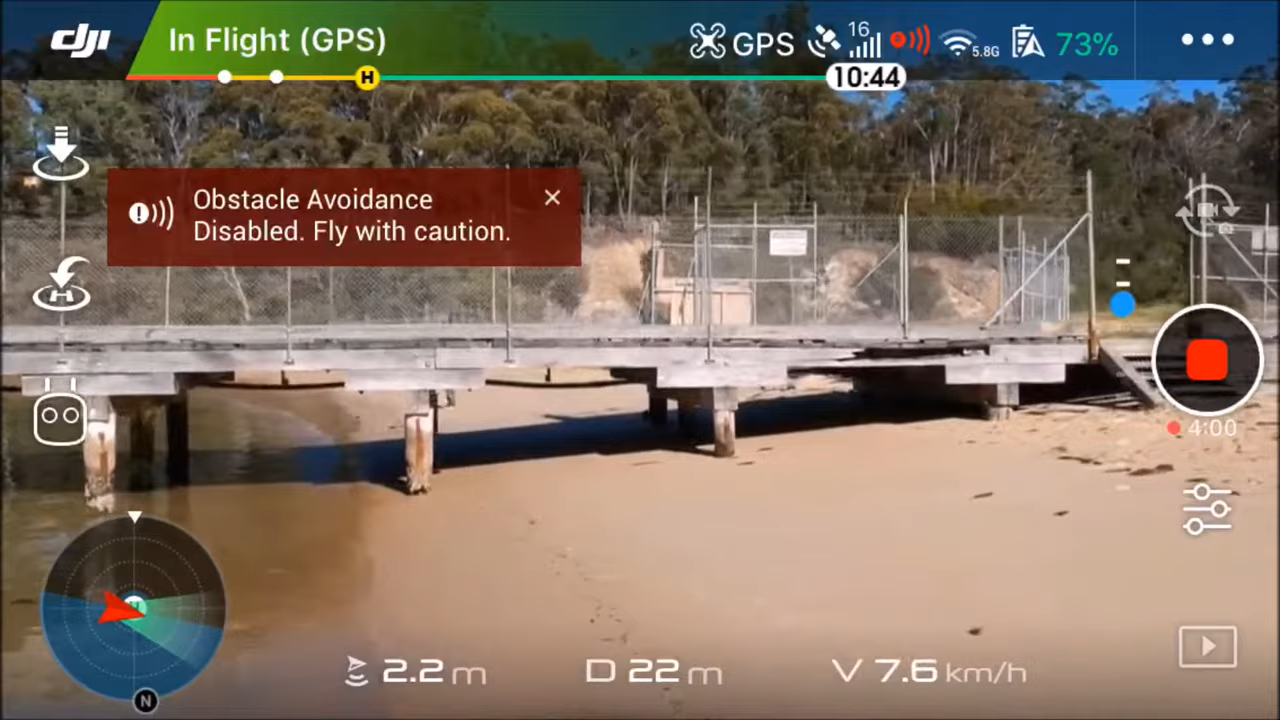 dji
In Flight (GPS)
GPS
16
5.8G
73%
H
10:44
Obstacle Avoidance
Disabled. Fly with caution.
4:00
H
N
2.2 m
D 22 m
V 7.6 km/h